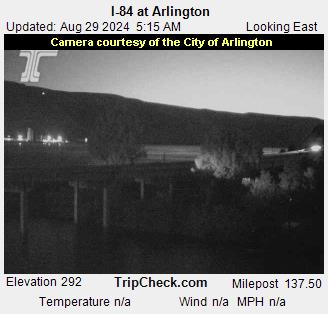 I-84 at Arlington
Updated: Aug 29 2024 5:15 AM Looking East
Camera courtesy of the City of Arlington
Elevation 292 TripCheck.com Milepost 137.50
Temperature n/a Wind n/a MPH n/a